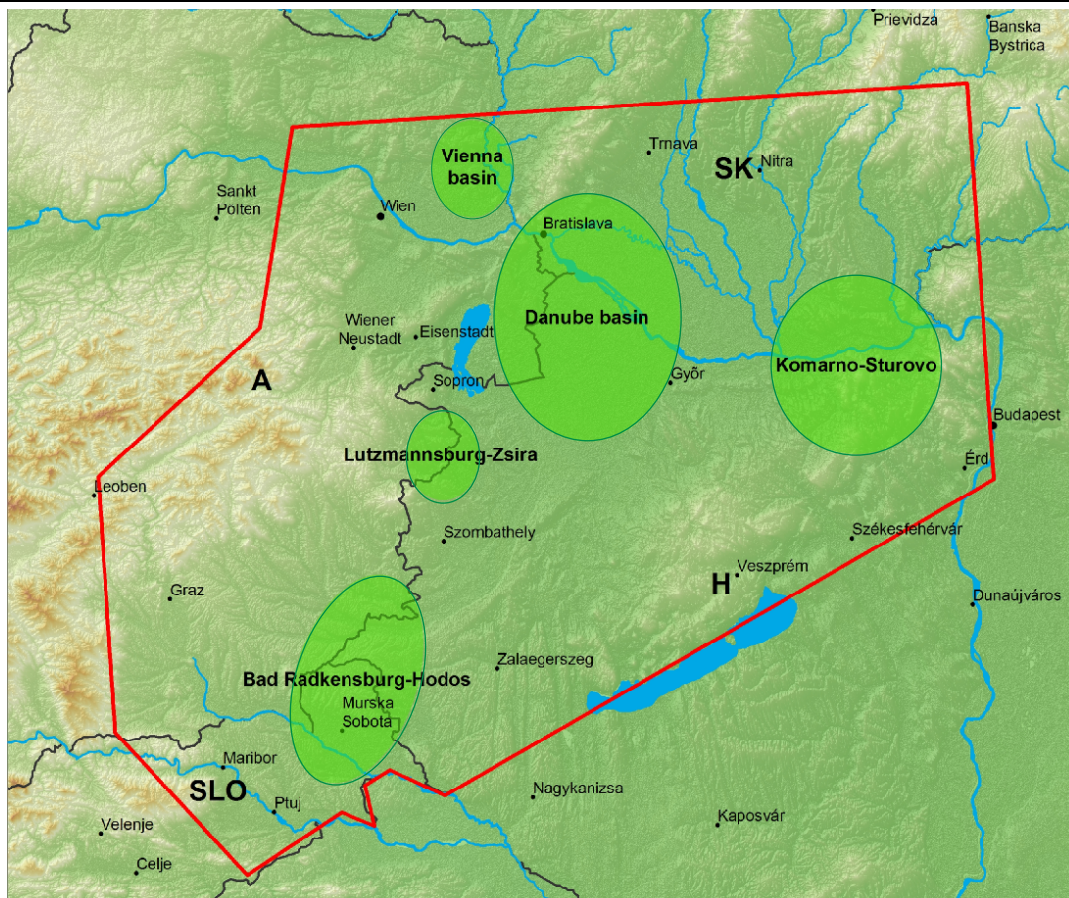 Prievidza
Banska
Bystrica
Trnava
SK
Nitra
Vienna
basin
Sankt
Pölten
Wien
Bratislava
Danube basin
Wiener
Neustadt
Eisenstadt
A
Sopron
Győr
Komarno-Sturovo
Budapest
Érd
Lutzmannsburg-Zsira
Leoben
Szombathely
Székesfehérvár
H
Veszprém
Graz
Dunaújváros
Zalaegerszeg
Bad Radkensburg-Hodos
Murska
Sobota
Maribor
SLO
Ptuj
Nagykanizsa
Kaposvár
Velenje
Celje